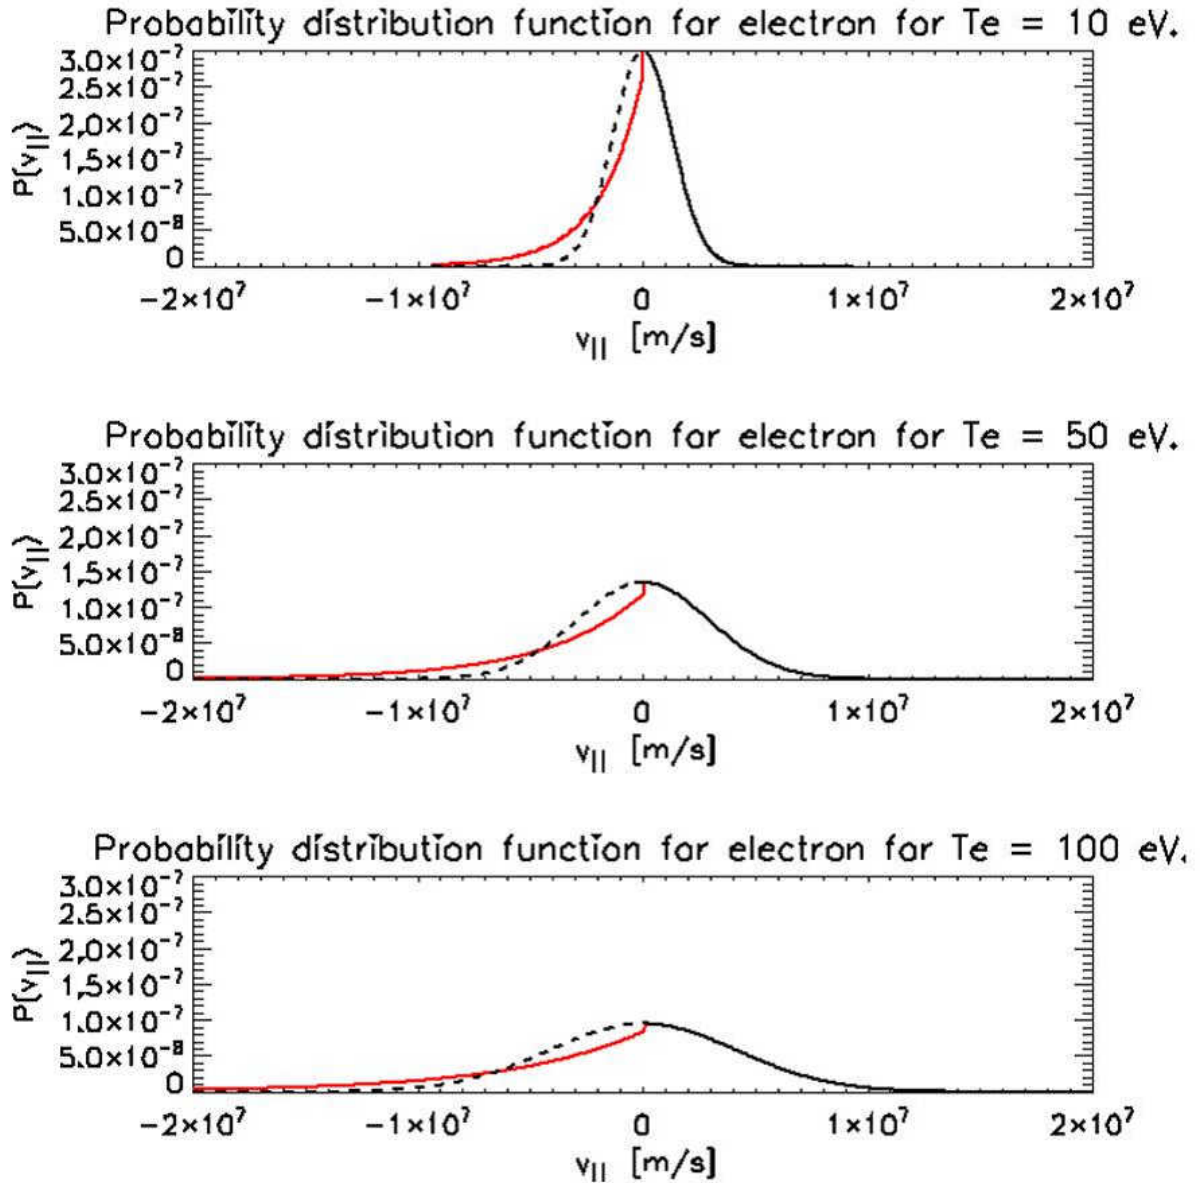 Probability distribution function for electron for Te = 10 eV.
3.0×10⁻⁷
2.5×10⁻⁷
2.0×10⁻⁷
1.5×10⁻⁷
1.0×10⁻⁷
5.0×10⁻⁸
0
P(v||)
−2×10⁷ −1×10⁷ 0 1×10⁷ 2×10⁷
v|| [m/s]
Probability distribution function for electron for Te = 50 eV.
3.0×10⁻⁷
2.5×10⁻⁷
2.0×10⁻⁷
1.5×10⁻⁷
1.0×10⁻⁷
5.0×10⁻⁸
0
P(v||)
−2×10⁷ −1×10⁷ 0 1×10⁷ 2×10⁷
v|| [m/s]
Probability distribution function for electron for Te = 100 eV.
3.0×10⁻⁷
2.5×10⁻⁷
2.0×10⁻⁷
1.5×10⁻⁷
1.0×10⁻⁷
5.0×10⁻⁸
0
P(v||)
−2×10⁷ −1×10⁷ 0 1×10⁷ 2×10⁷
v|| [m/s]